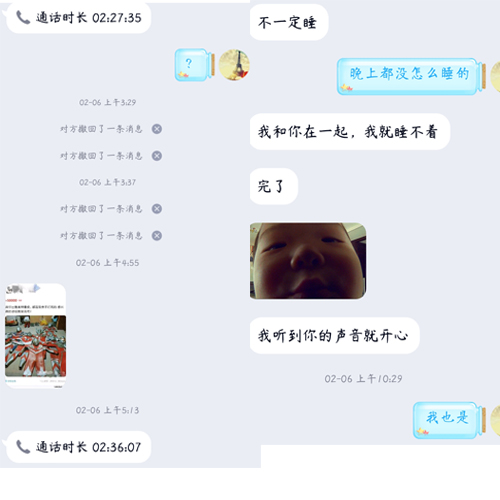 通话时长 02:27:35
?
02-06 上午3:29
对方撤回了一条消息
对方撤回了一条消息
02-06 上午3:37
对方撤回了一条消息
对方撤回了一条消息
02-06 上午4:55
02-06 上午5:13
通话时长 02:36:07
不一定睡
晚上都没怎么睡的
我和你在一起，我就睡不着
完了
我听到你的声音就开心
02-06 上午10:29
我也是